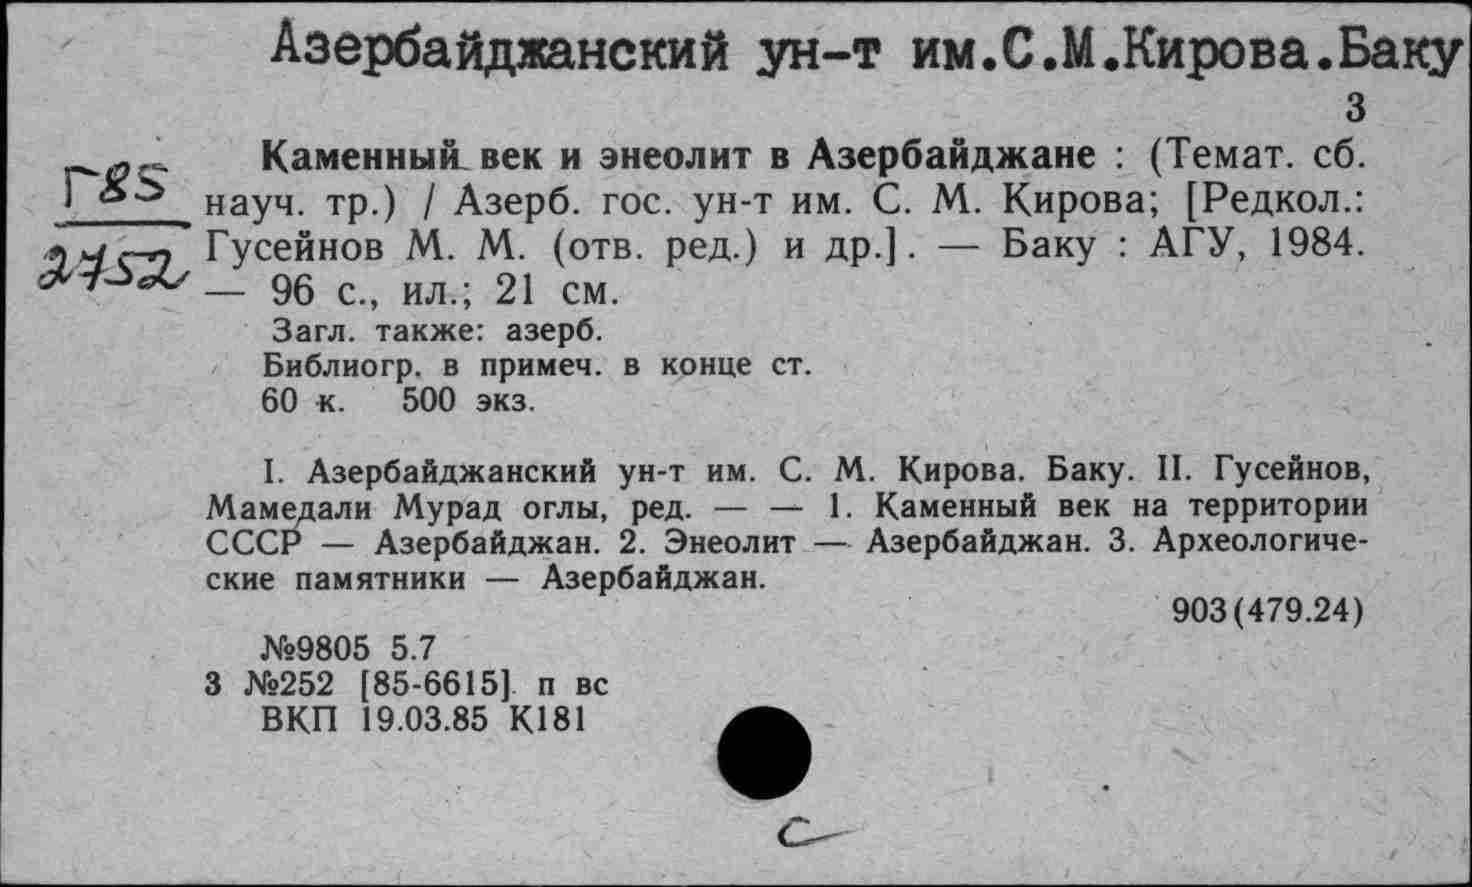 Азербайджанский ун-т им.С.М.Кирова.Баку
3
Каменный век и энеолит в Азербайджане : (Темат. сб.
науч. тр.) / Азерб. гос. ун-т им. С. М. Кирова; [Редкол.:
Гусейнов М. М. (отв. ред.) и др.]. — Баку : АГУ, 1984.
— 96 с., ил.; 21 см.
Г85
2452
Загл. также: азерб.
Библиогр. в примеч. в конце ст.
60 к. 500 экз.
I. Азербайджанский ун-т им. С. М. Кирова. Баку. II. Гусейнов,
Мамедали Мурад оглы, ред. — — 1. Каменный век на территории
СССР — Азербайджан. 2. Энеолит — Азербайджан. 3. Археологиче-
ские памятники — Азербайджан.
903(479.24)
№9805 5.7
3 №252 [85-6615] п вс
ВКП 19.03.85 К181